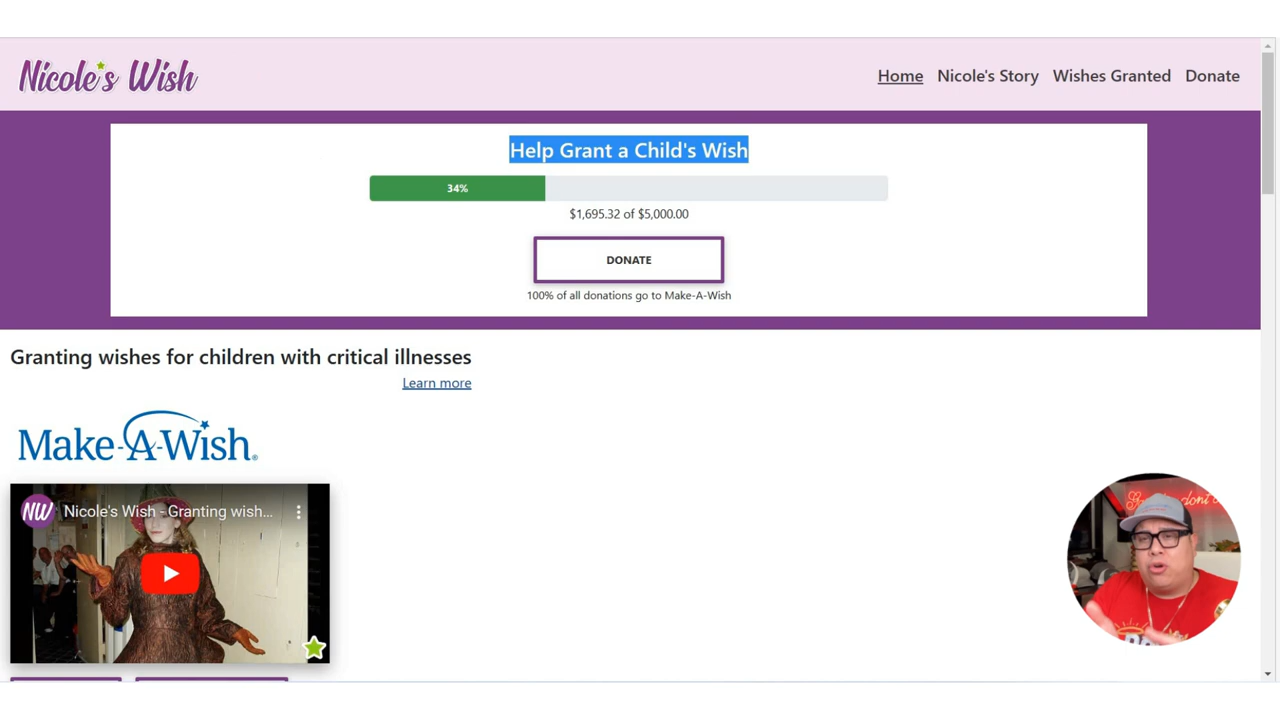 Nicole's Wish
Home Nicole's Story Wishes Granted Donate
Help Grant a Child's Wish
34%
$1,695.32 of $5,000.00
DONATE
100% of all donations go to Make-A-Wish
Granting wishes for children with critical illnesses
Learn more
Make-A-Wish®
NW Nicole's Wish - Granting wish...